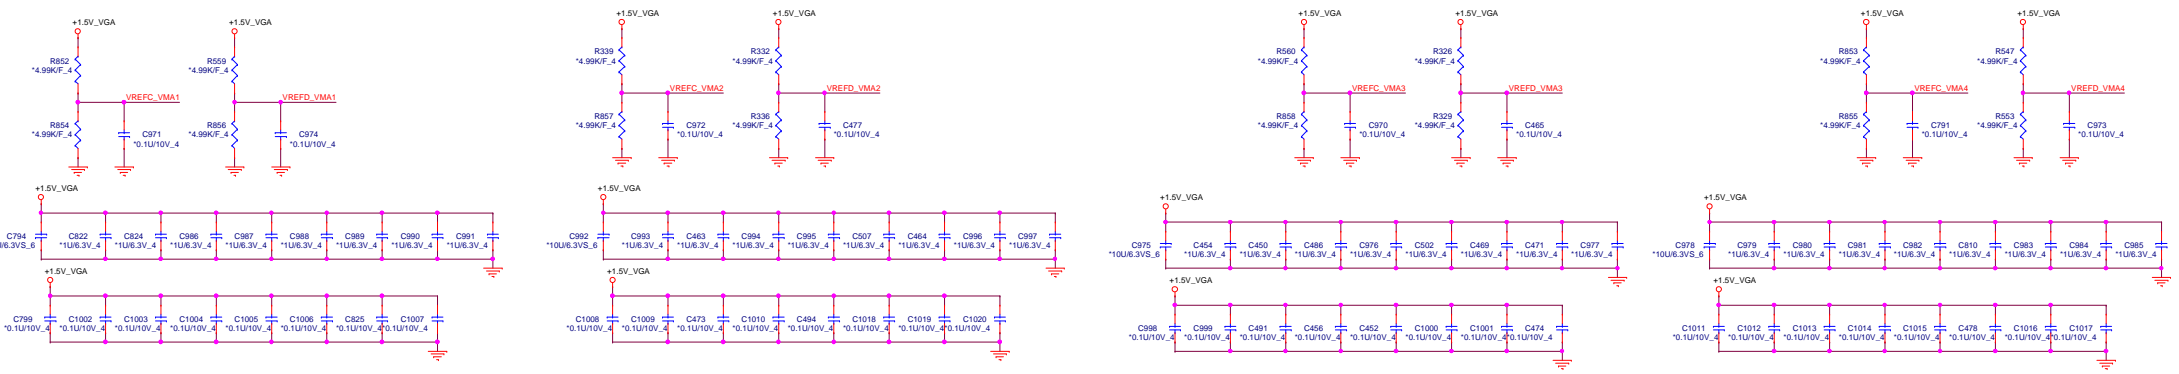 +1.5V_VGA
+1.5V_VGA
R852
*4.99K/F_4
R559
*4.99K/F_4
VREFC_VMA1
VREFD_VMA1
R854
*4.99K/F_4
C971
*0.1U/10V_4
R856
*4.99K/F_4
C974
*0.1U/10V_4
+1.5V_VGA
+1.5V_VGA
R339
*4.99K/F_4
R332
*4.99K/F_4
VREFC_VMA2
VREFD_VMA2
R857
*4.99K/F_4
C972
*0.1U/10V_4
R336
*4.99K/F_4
C477
*0.1U/10V_4
+1.5V_VGA
+1.5V_VGA
R560
*4.99K/F_4
R326
*4.99K/F_4
VREFC_VMA3
VREFD_VMA3
R858
*4.99K/F_4
C970
*0.1U/10V_4
R329
*4.99K/F_4
C465
*0.1U/10V_4
+1.5V_VGA
+1.5V_VGA
R853
*4.99K/F_4
R547
*4.99K/F_4
VREFC_VMA4
VREFD_VMA4
R855
*4.99K/F_4
C791
*0.1U/10V_4
R553
*4.99K/F_4
C973
*0.1U/10V_4
+1.5V_VGA
C794 C822 C824 C986 C987 C988 C989 C990 C991
U/6.3VS_6 *1U/6.3V_4 *1U/6.3V_4 *1U/6.3V_4 *1U/6.3V_4 *1U/6.3V_4 *1U/6.3V_4 *1U/6.3V_4 *1U/6.3V_4
+1.5V_VGA
C799 C1002 C1003 C1004 C1005 C1006 C825 C1007
*0.1U/10V_4 *0.1U/10V_4 *0.1U/10V_4 *0.1U/10V_4 *0.1U/10V_4 *0.1U/10V_4 *0.1U/10V_4 *0.1U/10V_4
+1.5V_VGA
C992 C993 C463 C994 C995 C507 C464 C996 C997
*10U/6.3VS_6 *1U/6.3V_4 *1U/6.3V_4 *1U/6.3V_4 *1U/6.3V_4 *1U/6.3V_4 *1U/6.3V_4 *1U/6.3V_4 *1U/6.3V_4
+1.5V_VGA
C1008 C1009 C473 C1010 C494 C1018 C1019 C1020
*0.1U/10V_4 *0.1U/10V_4 *0.1U/10V_4 *0.1U/10V_4 *0.1U/10V_4 *0.1U/10V_4 *0.1U/10V_4 *0.1U/10V_4
+1.5V_VGA
C975 C454 C450 C486 C976 C502 C469 C471 C977
*10U/6.3VS_6 *1U/6.3V_4 *1U/6.3V_4 *1U/6.3V_4 *1U/6.3V_4 *1U/6.3V_4 *1U/6.3V_4 *1U/6.3V_4 *1U/6.3V_4
+1.5V_VGA
C998 C999 C491 C456 C452 C1000 C1001 C474
*0.1U/10V_4 *0.1U/10V_4 *0.1U/10V_4 *0.1U/10V_4 *0.1U/10V_4 *0.1U/10V_4 *0.1U/10V_4 *0.1U/10V_4
+1.5V_VGA
C978 C979 C980 C981 C982 C810 C983 C984 C985
*10U/6.3VS_6 *1U/6.3V_4 *1U/6.3V_4 *1U/6.3V_4 *1U/6.3V_4 *1U/6.3V_4 *1U/6.3V_4 *1U/6.3V_4 *1U/6.3V_4
+1.5V_VGA
C1011 C1012 C1013 C1014 C1015 C478 C1016 C1017
*0.1U/10V_4 *0.1U/10V_4 *0.1U/10V_4 *0.1U/10V_4 *0.1U/10V_4 *0.1U/10V_4 *0.1U/10V_4 *0.1U/10V_4